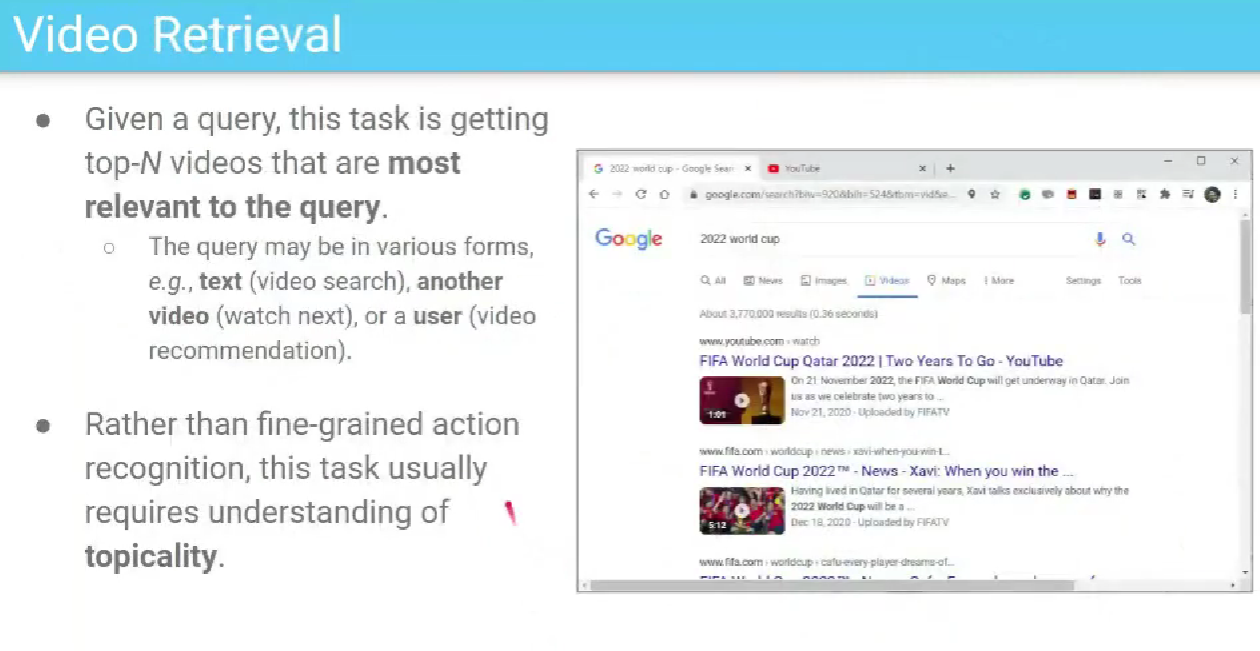 Video Retrieval
● Given a query, this task is getting
top-N videos that are most
relevant to the query.
○ The query may be in various forms,
e.g., text (video search), another
video (watch next), or a user (video
recommendation).
● Rather than fine-grained action
recognition, this task usually
requires understanding of
topicality.
2022 world cup - Google Sear
YouTube
google.com/search?biw=920&bih=524&tbm=vid&e...
Google
2022 world cup
All News Images Videos Maps More Settings Tools
About 3,770,000 results (0.36 seconds)
www.youtube.com › watch
FIFA World Cup Qatar 2022 | Two Years To Go - YouTube
On 21 November 2022, the FIFA World Cup will get underway in Qatar. Join
us as we celebrate two years to ...
1:01
Nov 21, 2020 - Uploaded by FIFATV
www.fifa.com › worldcup › news › xavi-when-you-win-t...
FIFA World Cup 2022™ - News - Xavi: When you win the ...
Having lived in Qatar for several years, Xavi talks exclusively about why the
2022 World Cup will be a ...
5:12
Dec 18, 2020 - Uploaded by FIFATV
www.fifa.com › worldcup › cafu-every-player-dreams-of...